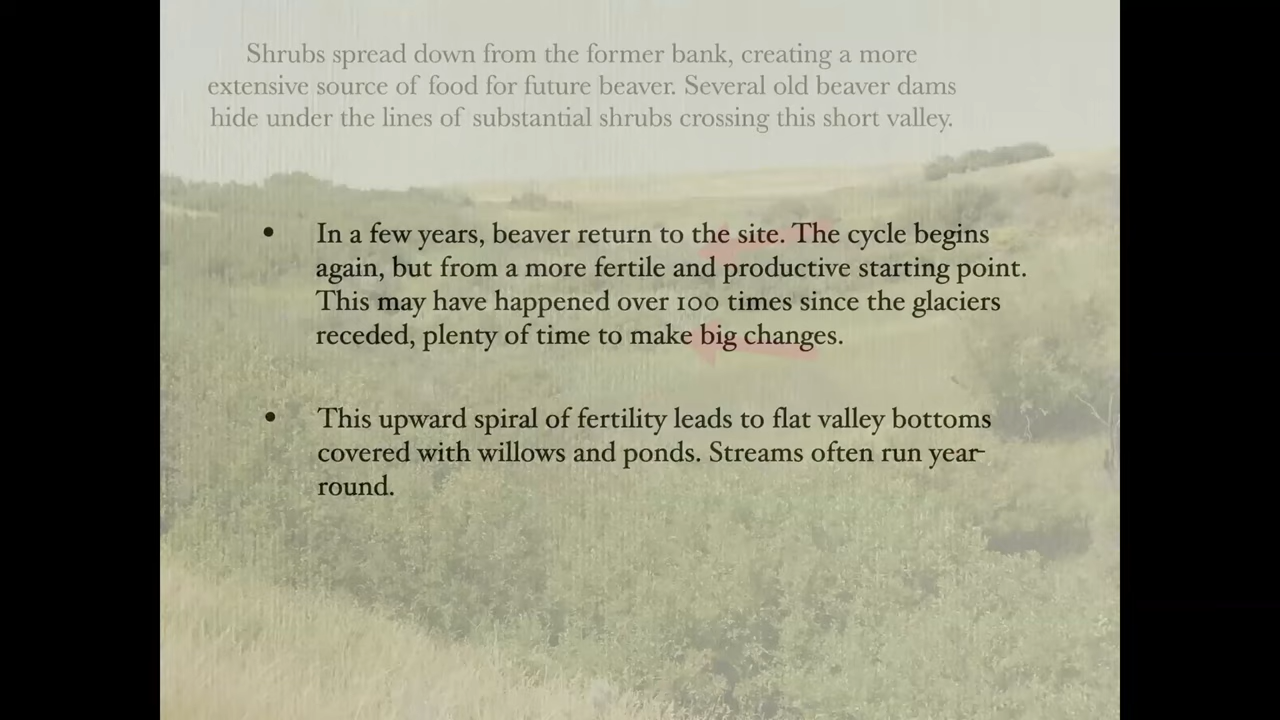 Shrubs spread down from the former bank, creating a more
extensive source of food for future beaver. Several old beaver dams
hide under the lines of substantial shrubs crossing this short valley.
• In a few years, beaver return to the site. The cycle begins
again, but from a more fertile and productive starting point.
This may have happened over 100 times since the glaciers
receded, plenty of time to make big changes.
• This upward spiral of fertility leads to flat valley bottoms
covered with willows and ponds. Streams often run year-
round.